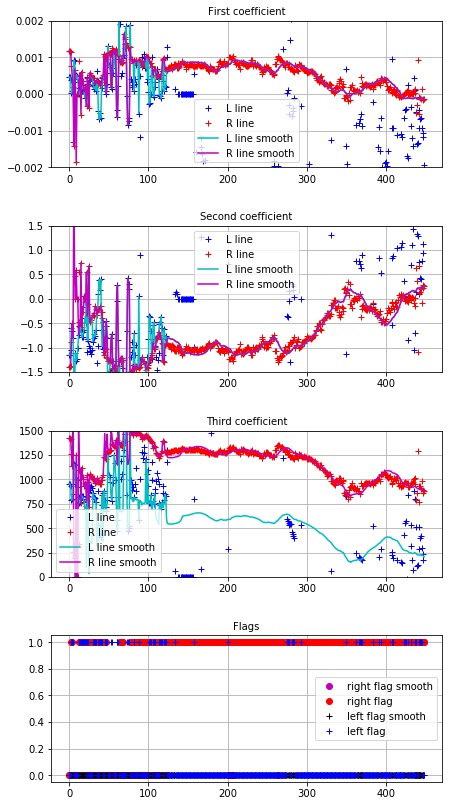 First coefficient
0.002
0.001
0.000
−0.001
−0.002
L line
R line
L line smooth
R line smooth
0 100 200 300 400
Second coefficient
1.5
1.0
0.5
0.0
−0.5
−1.0
−1.5
L line
R line
L line smooth
R line smooth
0 100 200 300 400
Third coefficient
1500
1250
1000
750
500
250
0
L line
R line
L line smooth
R line smooth
0 100 200 300 400
Flags
1.0
0.8
0.6
0.4
0.2
0.0
right flag smooth
right flag
left flag smooth
left flag
0 100 200 300 400